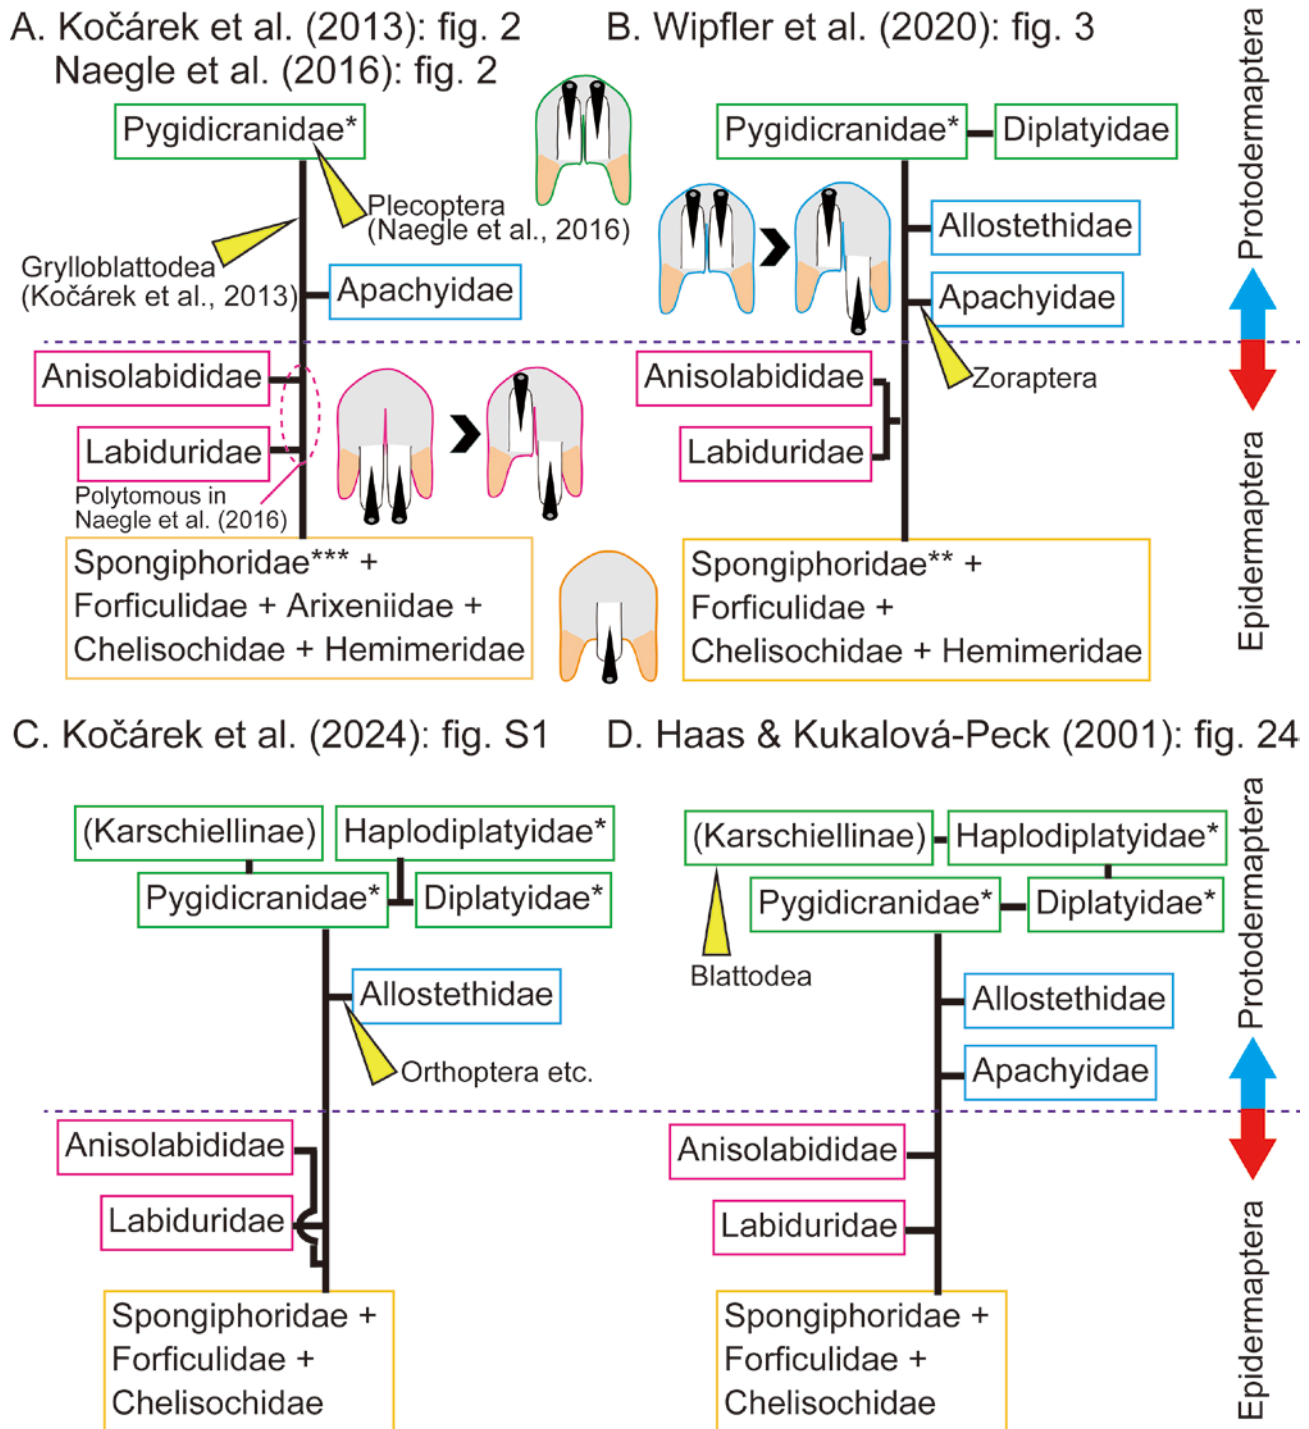 A. Kočárek et al. (2013): fig. 2
Naegle et al. (2016): fig. 2
Pygidicranidae*
Plecoptera
(Naegle et al., 2016)
Grylloblattodea
(Kočárek et al., 2013)
Apachyidae
Anisolabididae
Labiduridae
Polytomous in
Naegle et al. (2016)
Spongiphoridae*** +
Forficulidae + Arixeniidae +
Chelisochidae + Hemimeridae
B. Wipfler et al. (2020): fig. 3
Pygidicranidae*
Diplatyidae
Allostethidae
Apachyidae
Zoraptera
Anisolabididae
Labiduridae
Spongiphoridae** +
Forficulidae +
Chelisochidae + Hemimeridae
Protodermaptera
Epidermaptera
C. Kočárek et al. (2024): fig. S1
(Karschiellinae)
Haplodiplatyidae*
Pygidicranidae*
Diplatyidae*
Allostethidae
Orthoptera etc.
Anisolabididae
Labiduridae
Spongiphoridae +
Forficulidae +
Chelisochidae
D. Haas & Kukalová-Peck (2001): fig. 24
(Karschiellinae)
Haplodiplatyidae*
Pygidicranidae*
Diplatyidae*
Blattodea
Allostethidae
Apachyidae
Anisolabididae
Labiduridae
Spongiphoridae +
Forficulidae +
Chelisochidae
Protodermaptera
Epidermaptera